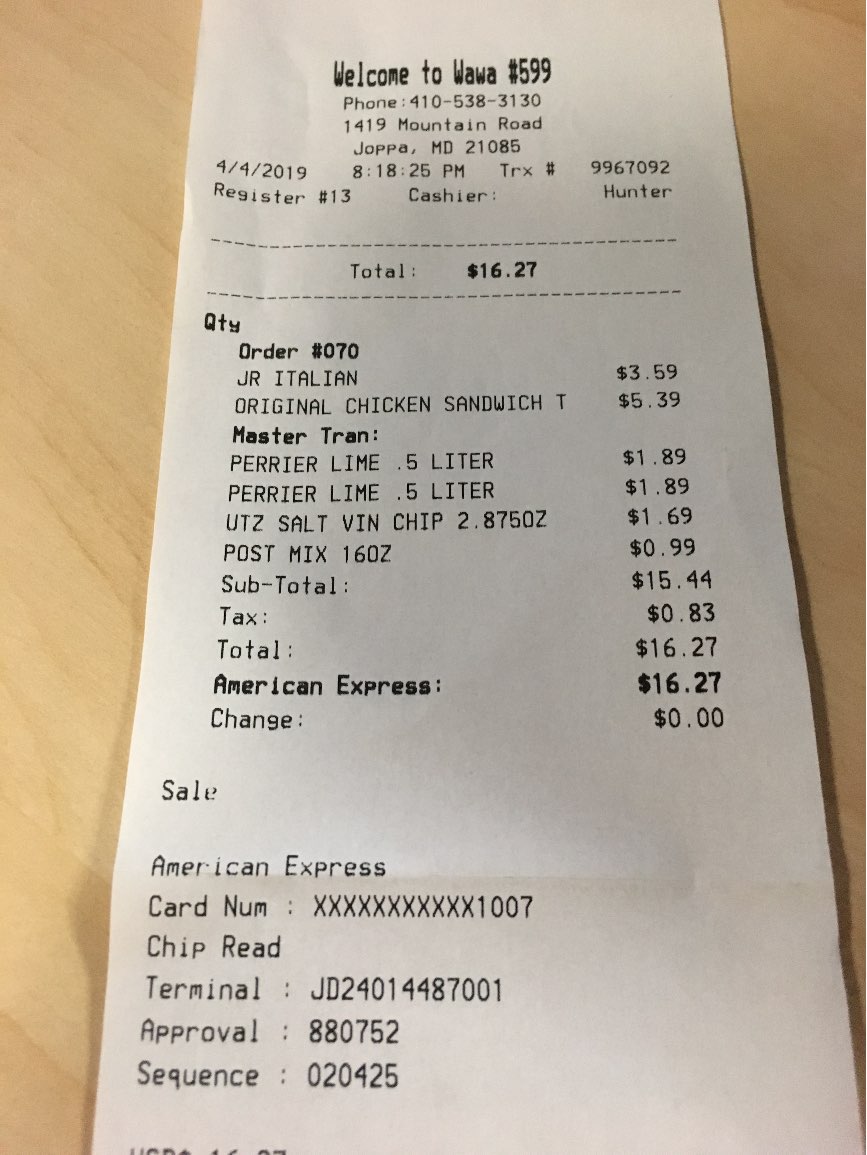 Welcome to Wawa #599
Phone:410-538-3130
1419 Mountain Road
Joppa, MD 21085
4/4/2019 8:18:25 PM Trx # 9967092
Register #13 Cashier: Hunter
Total: $16.27
Qty
Order #070
JR ITALIAN $3.59
ORIGINAL CHICKEN SANDWICH T $5.39
Master Tran:
PERRIER LIME .5 LITER $1.89
PERRIER LIME .5 LITER $1.89
UTZ SALT VIN CHIP 2.875OZ $1.69
POST MIX 16OZ $0.99
Sub-Total: $15.44
Tax: $0.83
Total: $16.27
American Express: $16.27
Change: $0.00
Sale
American Express
Card Num : XXXXXXXXXXX1007
Chip Read
Terminal : JD24014487001
Approval : 880752
Sequence : 020425
USD$ 16.27